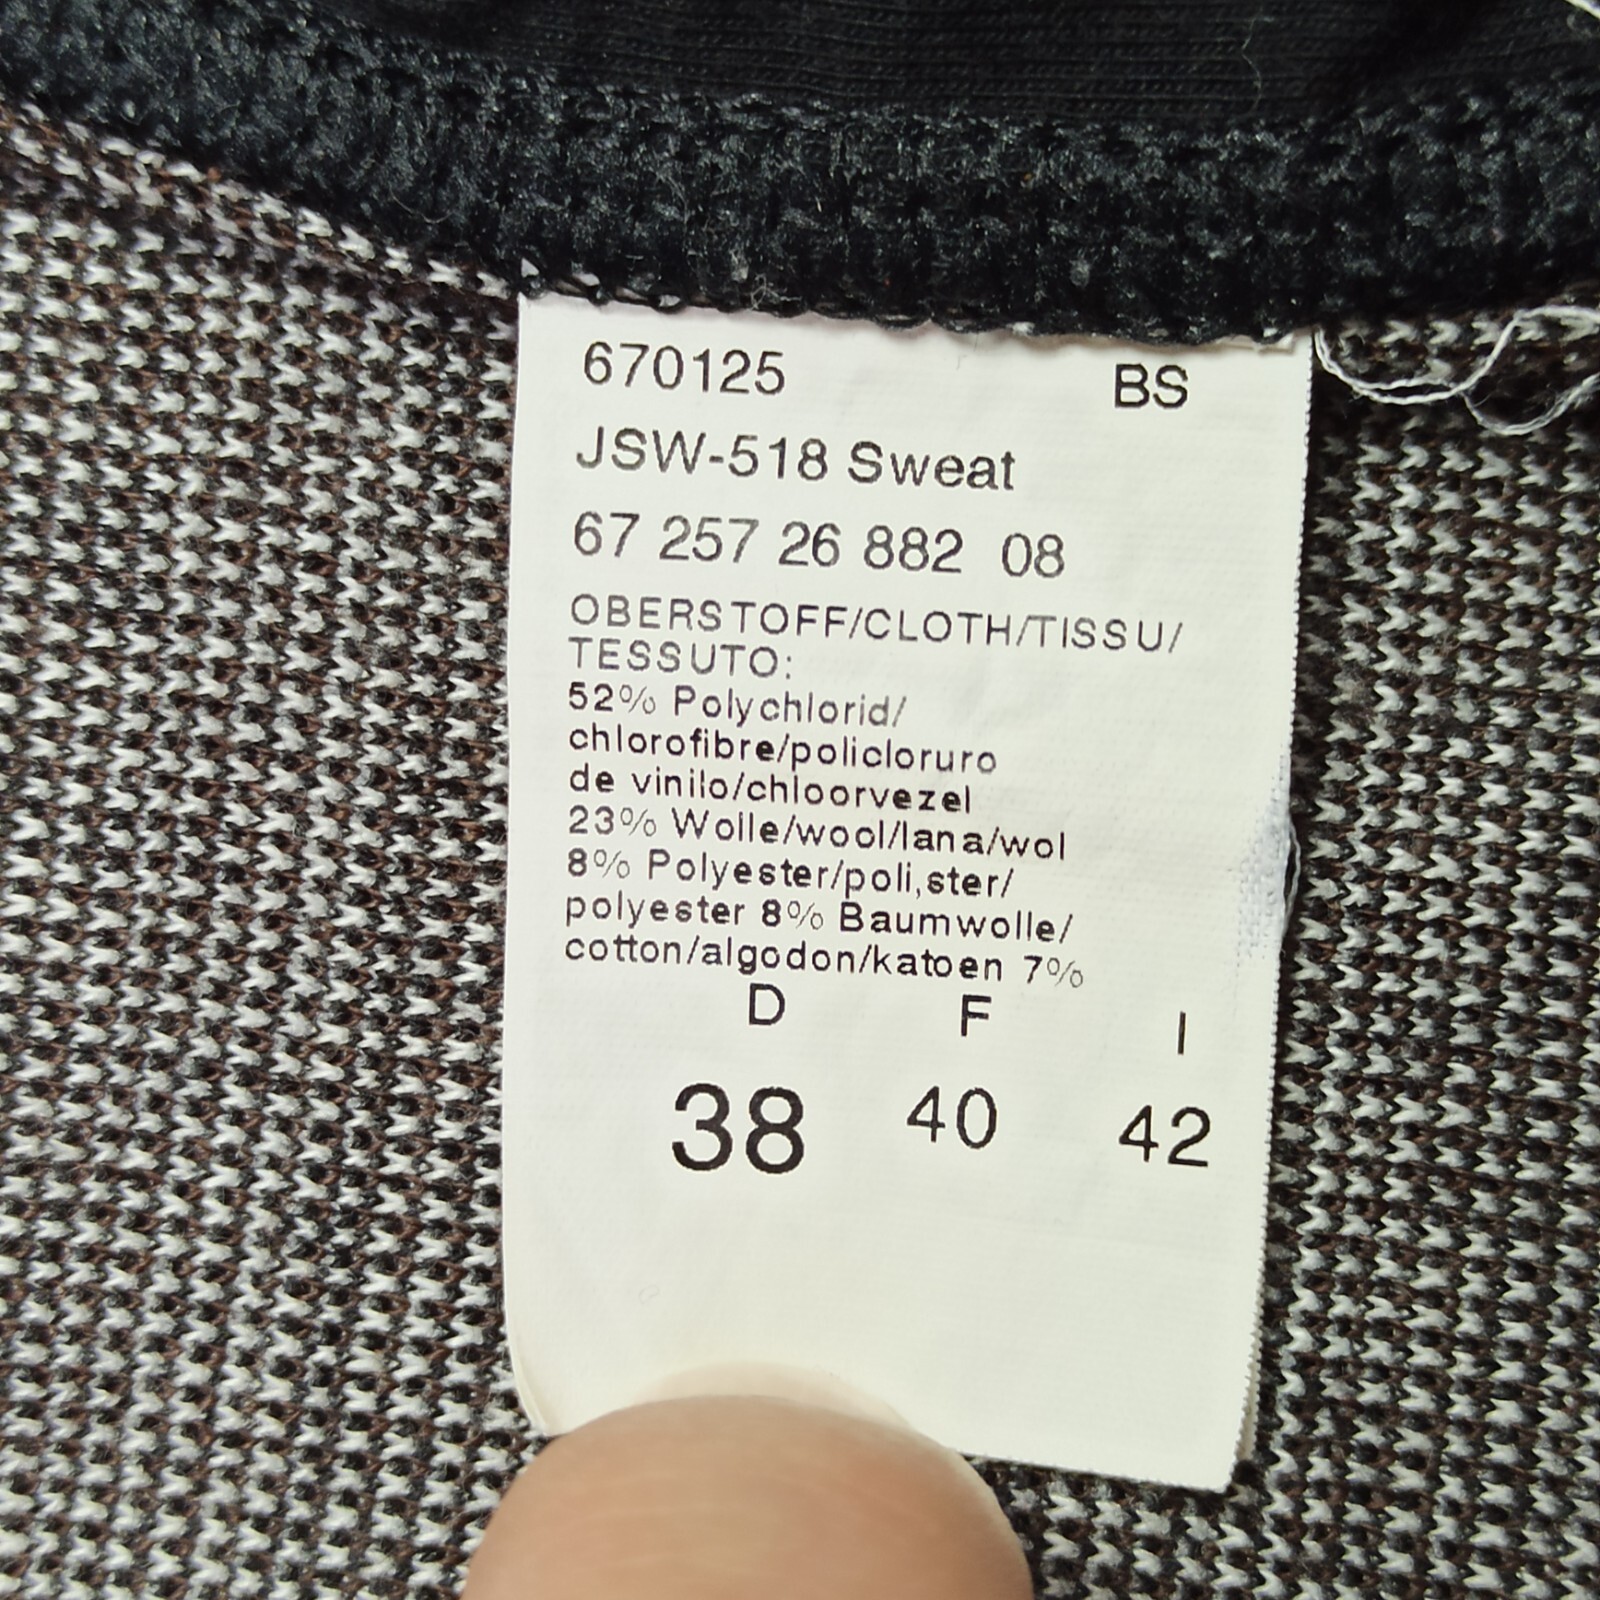 670125 BS
JSW-518 Sweat
67 257 26 882 08
OBERSTOFF/CLOTH/TISSU/
TESSUTO:
52% Polychlorid/
chlorofibre/policloruro
de vinilo/chloorvezel
23% Wolle/wool/lana/wol
8% Polyester/poli,ster/
polyester 8% Baumwolle/
cotton/algodon/katoen 7%
D F I
38 40 42